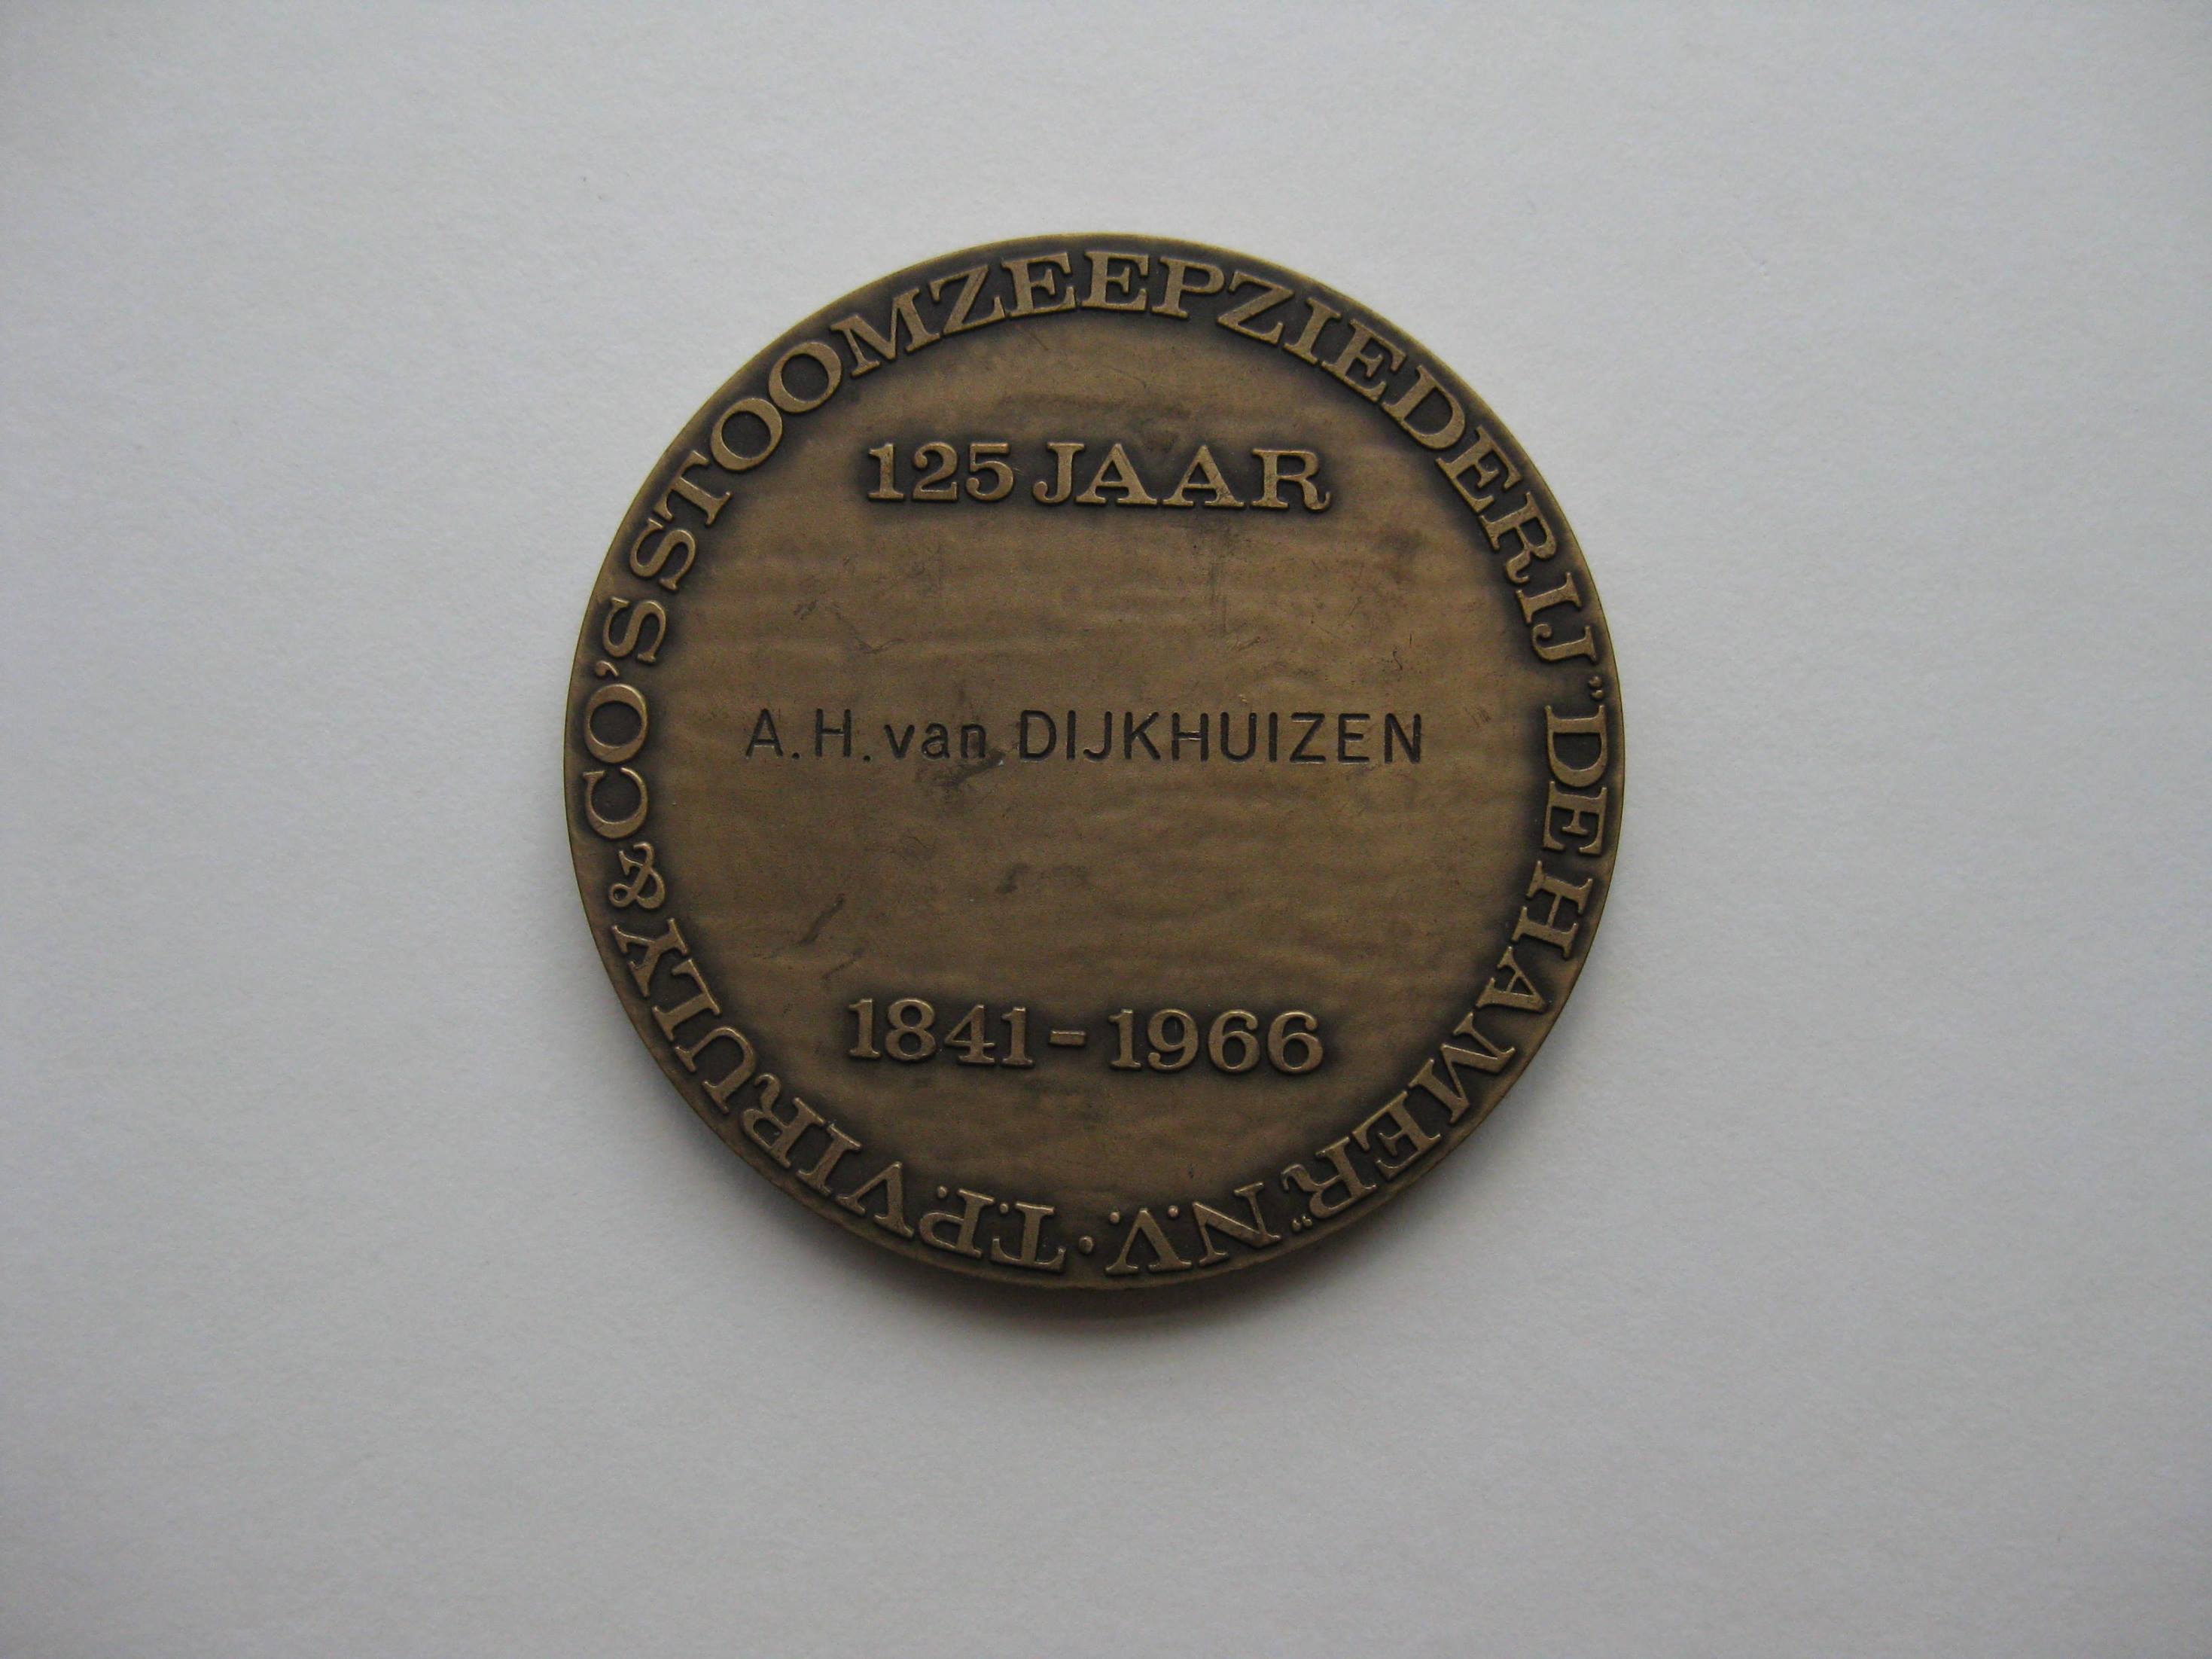 T.P. VIRULY & CO'S STOOMZEEPZIEDERIJ „DE HAMER” N.V. ·
125 JAAR
A.H. van DIJKHUIZEN
1841-1966